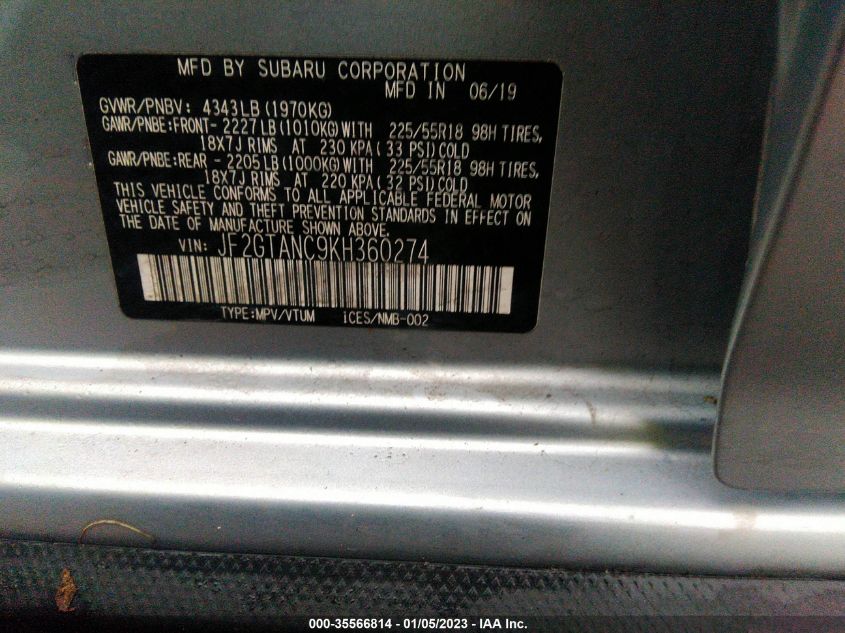 MFD BY SUBARU CORPORATION
MFD IN 06/19
GVWR/PNBV: 4343LB(1970KG)
GAWR/PNBE:FRONT- 2227LB(1010KG)WITH 225/55R18 98H TIRES,
18X7J RIMS AT 230 KPA( 33 PSI)COLD
GAWR/PNBE:REAR - 2205LB(1000KG)WITH 225/55R18 98H TIRES,
18X7J RIMS AT 220 KPA( 32 PSI)COLD
THIS VEHICLE CONFORMS TO ALL APPLICABLE FEDERAL MOTOR
VEHICLE SAFETY AND THEFT PREVENTION STANDARDS IN EFFECT ON
THE DATE OF MANUFACTURE SHOWN ABOVE.
VIN: JF2GTANC9KH360274
TYPE:MPV/VTUM iCES/NMB-002
000-35566814 - 01/05/2023 - IAA Inc.